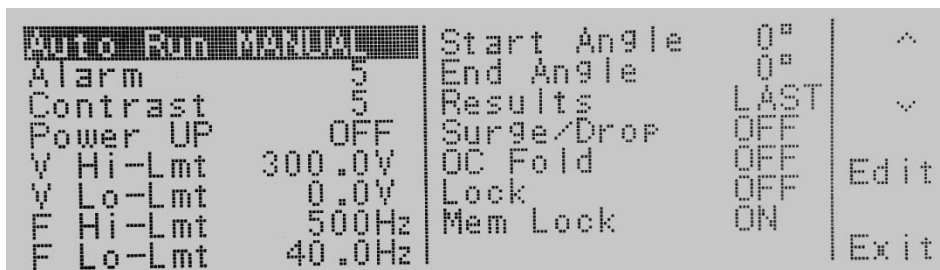 Auto Run MANUAL
Alarm 5
Contrast 5
Power UP OFF
V Hi-Lmt 300.0V
V Lo-Lmt 0.0V
F Hi-Lmt 500Hz
F Lo-Lmt 40.0Hz
Start Angle 0°
End Angle 0°
Results LAST
Surge/Drop OFF
OC Fold OFF
Lock OFF
Mem Lock ON
^
v
Edit
Exit